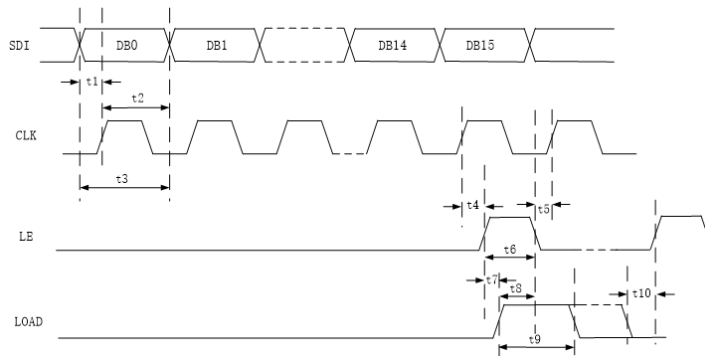 SDI DB0 DB1 DB14 DB15
t1
t2
CLK
t3
t4 t5
LE
t6
t7 t8 t10
LOAD
t9